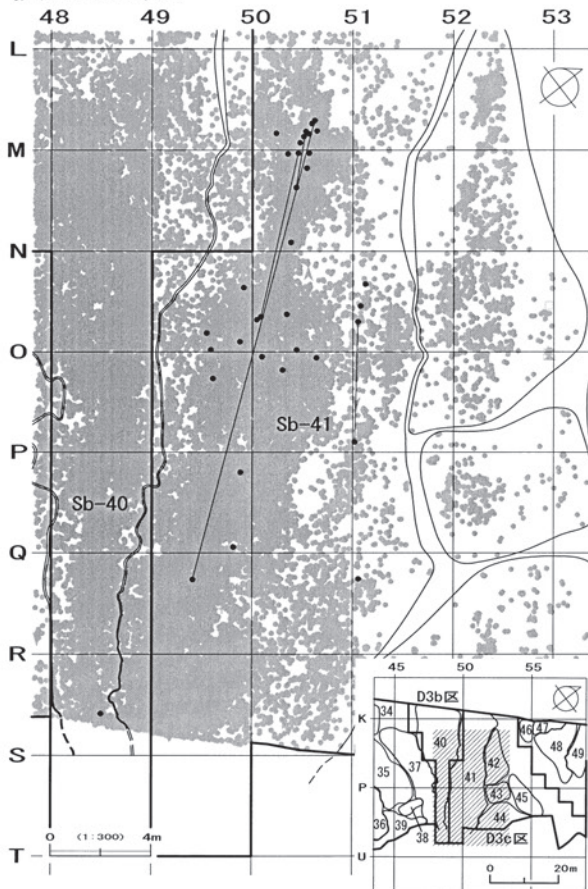 48 49 50 51 52 53
L
M
N
O
Sb-41
P
Sb-40
Q
R
S
0 (1:300) 4m
T
45 50 55
D3b区
K
34 46 47
40 42 48 49
35 37 41
P 43 45
36 39 44
38
D3c区
U
0 20m